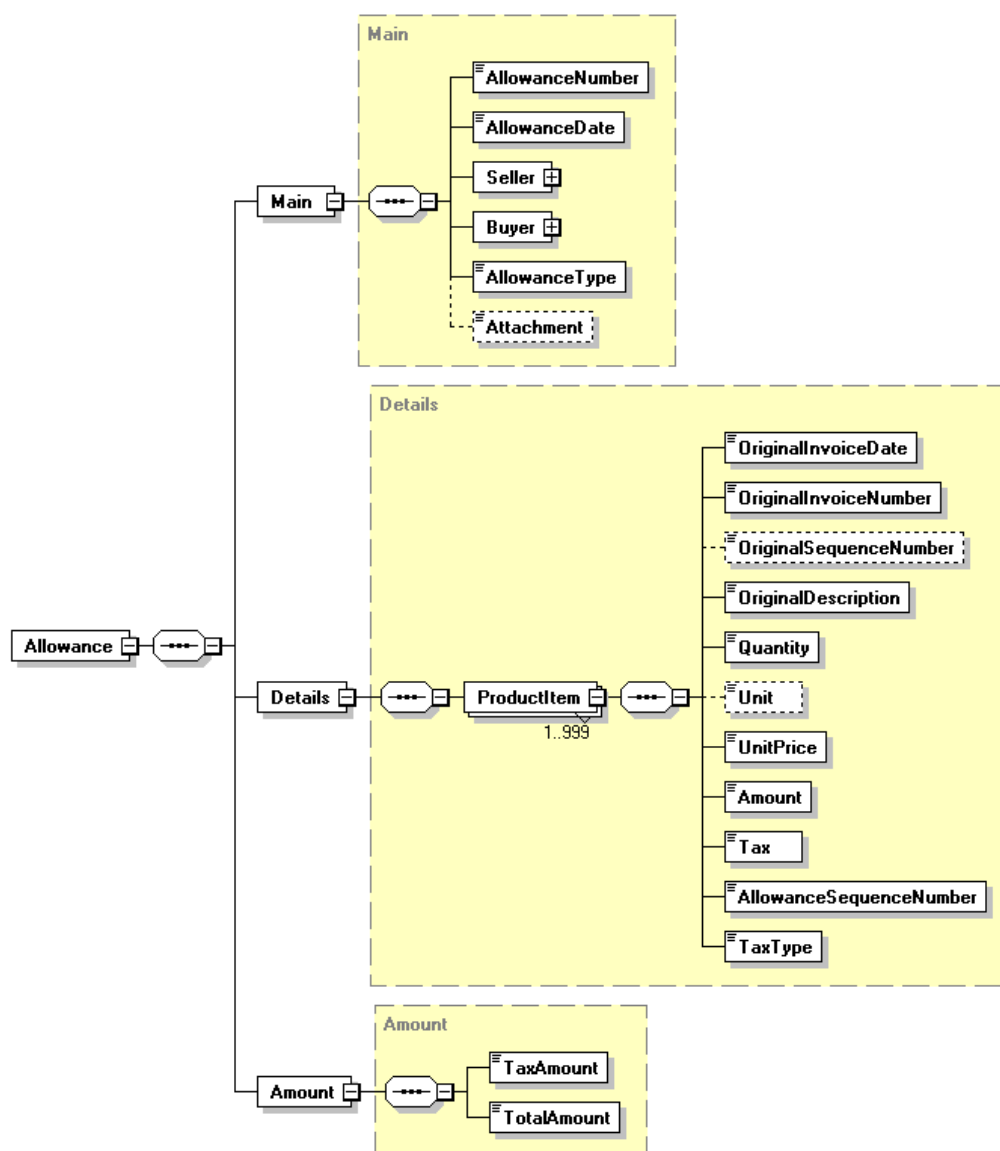 Main
AllowanceNumber
AllowanceDate
Seller
Main
Buyer
AllowanceType
Attachment
Details
OriginalInvoiceDate
OriginalInvoiceNumber
OriginalSequenceNumber
OriginalDescription
Allowance
Quantity
Details
ProductItem
Unit
1..999
UnitPrice
Amount
Tax
AllowanceSequenceNumber
TaxType
Amount
TaxAmount
Amount
TotalAmount